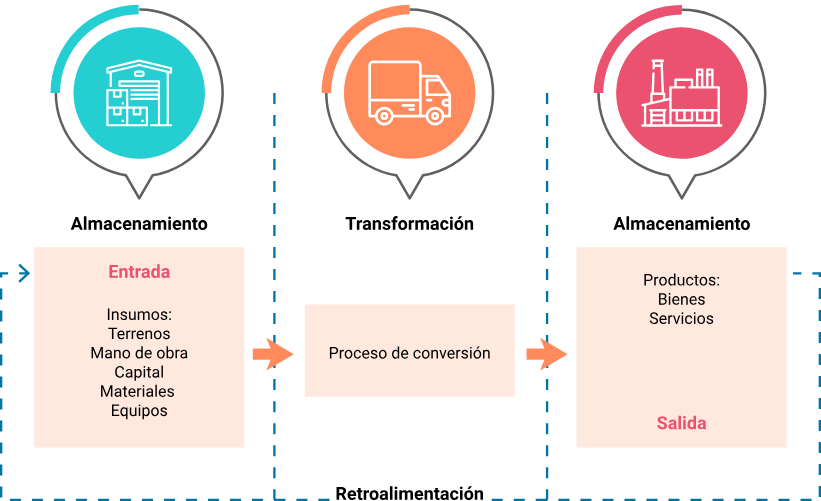 Almacenamiento
Transformación
Almacenamiento
Entrada
Insumos:
Terrenos
Mano de obra
Capital
Materiales
Equipos
Proceso de conversión
Productos:
Bienes
Servicios
Salida
Retroalimentación